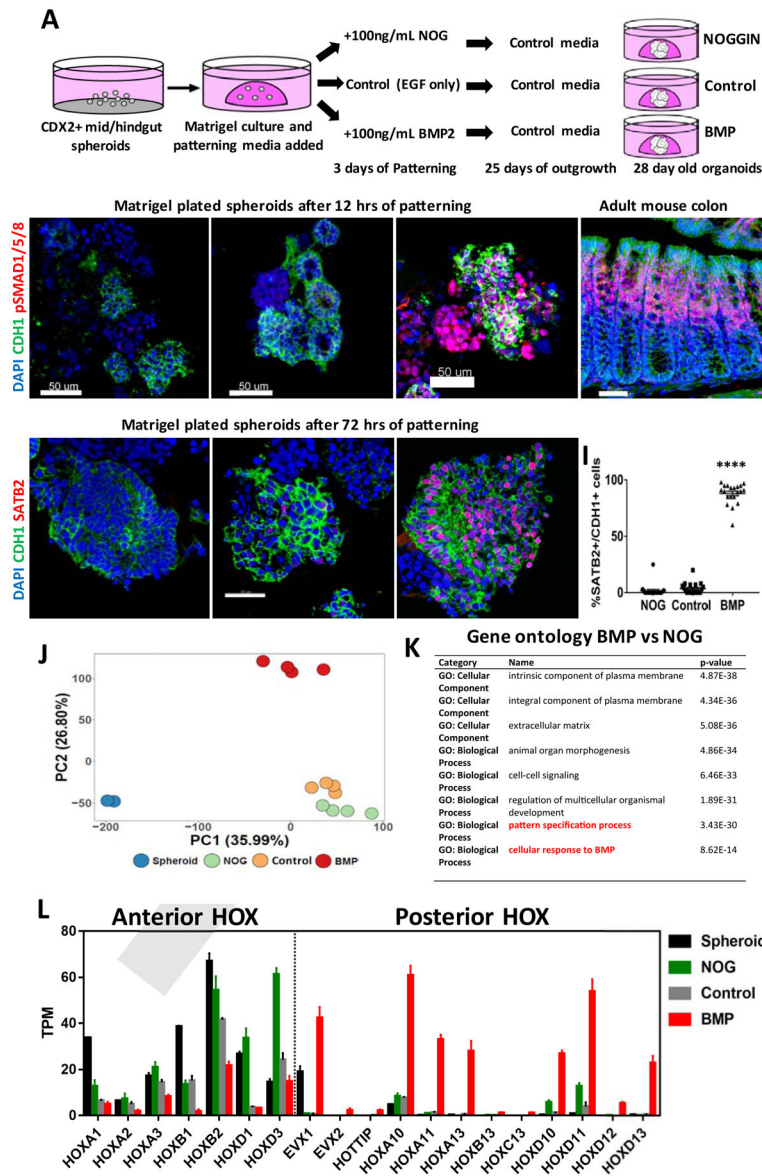 A
+100ng/mL NOG
Control media
NOGGIN
Control (EGF only)
Control media
Control
+100ng/mL BMP2
Control media
BMP
CDX2+ mid/hindgut
spheroids
Matrigel culture and
patterning media added
3 days of Patterning
25 days of outgrowth
28 day old organoids
Matrigel plated spheroids after 12 hrs of patterning
Adult mouse colon
DAPI CDH1 pSMAD1/5/8
50 um
50 um
50 um
Matrigel plated spheroids after 72 hrs of patterning
DAPI CDH1 SATB2
I
%SATB2+/CDH1+ cells
100
50
0
****
NOG
Control
BMP
J
PC2 (26.80%)
100
50
0
−50
−200
−100
0
100
PC1 (35.99%)
Spheroid
NOG
Control
BMP
K
Gene ontology BMP vs NOG
Category Name p-value
GO: Cellular Component intrinsic component of plasma membrane 4.87E-38
GO: Cellular Component integral component of plasma membrane 4.34E-36
GO: Cellular Component extracellular matrix 5.08E-36
GO: Biological Process animal organ morphogenesis 4.86E-34
GO: Biological Process cell-cell signaling 6.46E-33
GO: Biological Process regulation of multicellular organismal development 1.89E-31
GO: Biological Process pattern specification process 3.43E-30
GO: Biological Process cellular response to BMP 8.62E-14
L
Anterior HOX
Posterior HOX
TPM
80
60
40
20
0
Spheroid
NOG
Control
BMP
HOXA1
HOXA2
HOXA3
HOXB1
HOXB2
HOXD1
HOXD3
EVX1
EVX2
HOTTIP
HOXA10
HOXA11
HOXA13
HOXB13
HOXC13
HOXD10
HOXD11
HOXD12
HOXD13